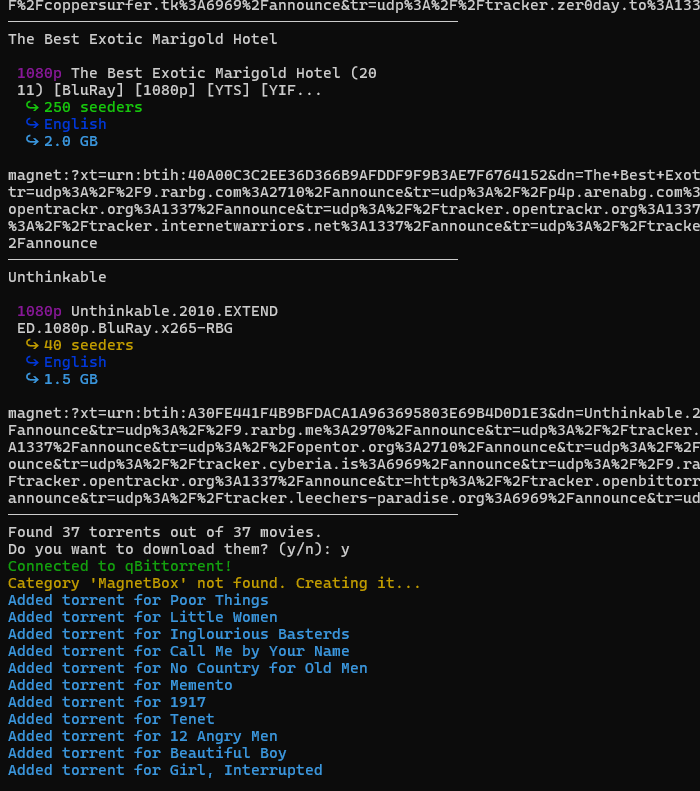 F%2Fcoppersurfer.tk%3A6969%2Fannounce&tr=udp%3A%2F%2Ftracker.zer0day.to%3A133
The Best Exotic Marigold Hotel
1080p The Best Exotic Marigold Hotel (20
11) [BluRay] [1080p] [YTS] [YIF...
↪ 250 seeders
↪ English
↪ 2.0 GB
magnet:?xt=urn:btih:40A00C3C2EE36D366B9AFDDF9F9B3AE7F6764152&dn=The+Best+Exot
tr=udp%3A%2F%2F9.rarbg.com%3A2710%2Fannounce&tr=udp%3A%2F%2Fp4p.arenabg.com%3
opentrackr.org%3A1337%2Fannounce&tr=udp%3A%2F%2Ftracker.opentrackr.org%3A1337
%3A%2F%2Ftracker.internetwarriors.net%3A1337%2Fannounce&tr=udp%3A%2F%2Ftracke
2Fannounce
Unthinkable
1080p Unthinkable.2010.EXTEND
ED.1080p.BluRay.x265-RBG
↪ 40 seeders
↪ English
↪ 1.5 GB
magnet:?xt=urn:btih:A30FE441F4B9BFDACA1A963695803E69B4D0D1E3&dn=Unthinkable.2
Fannounce&tr=udp%3A%2F%2F9.rarbg.me%3A2970%2Fannounce&tr=udp%3A%2F%2Ftracker.
A1337%2Fannounce&tr=udp%3A%2F%2Fopentor.org%3A2710%2Fannounce&tr=udp%3A%2F%2F
ounce&tr=udp%3A%2F%2Ftracker.cyberia.is%3A6969%2Fannounce&tr=udp%3A%2F%2F9.ra
Ftracker.opentrackr.org%3A1337%2Fannounce&tr=http%3A%2F%2Ftracker.openbittorr
announce&tr=udp%3A%2F%2Ftracker.leechers-paradise.org%3A6969%2Fannounce&tr=ud
Found 37 torrents out of 37 movies.
Do you want to download them? (y/n): y
Connected to qBittorrent!
Category 'MagnetBox' not found. Creating it...
Added torrent for Poor Things
Added torrent for Little Women
Added torrent for Inglourious Basterds
Added torrent for Call Me by Your Name
Added torrent for No Country for Old Men
Added torrent for Memento
Added torrent for 1917
Added torrent for Tenet
Added torrent for 12 Angry Men
Added torrent for Beautiful Boy
Added torrent for Girl, Interrupted